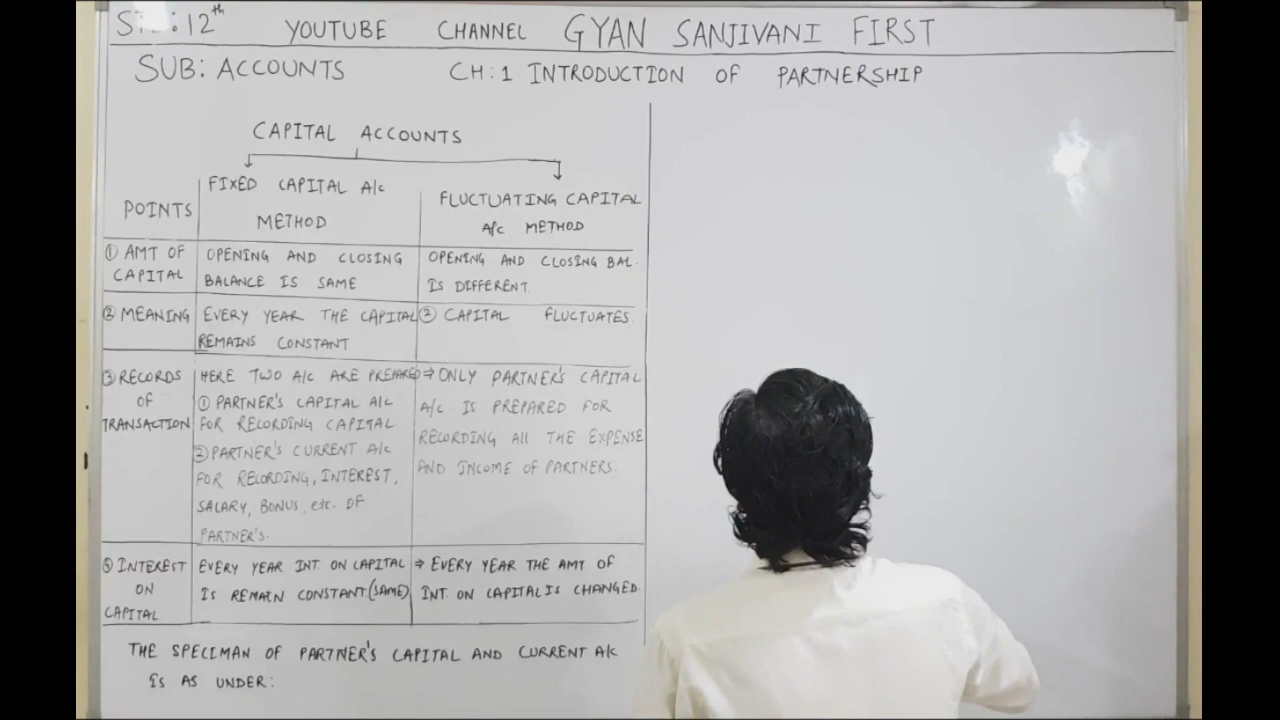 STD: 12th YOUTUBE CHANNEL GYAN SANJIVANI FIRST
SUB: ACCOUNTS CH: 1 INTRODUCTION OF PARTNERSHIP
CAPITAL ACCOUNTS
POINTS
FIXED CAPITAL A/c
METHOD
FLUCTUATING CAPITAL
A/c METHOD
① AMT OF
CAPITAL
OPENING AND CLOSING
BALANCE IS SAME
OPENING AND CLOSING BAL.
IS DIFFERENT.
② MEANING
EVERY YEAR THE CAPITAL
REMAINS CONSTANT
② CAPITAL FLUCTUATES.
③ RECORDS
OF
TRANSACTION
HERE TWO A/c ARE PREPARED
① PARTNER'S CAPITAL A/c
FOR RECORDING CAPITAL
② PARTNER'S CURRENT A/c
FOR RECORDING, INTEREST,
SALARY, BONUS, etc. OF
PARTNER'S.
⇒ ONLY PARTNER'S CAPITAL
A/c IS PREPARED FOR
RECORDING All THE EXPENSE
AND INCOME OF PARTNERS.
INTEREST
ON
CAPITAL
EVERY YEAR INT. ON CAPITAL
IS REMAIN CONSTANT.(SAME)
⇒ EVERY YEAR THE AMT OF
INT. ON CAPITAL IS CHANGED.
THE SPECIMAN OF PARTNER'S CAPITAL AND CURRENT A/c
IS AS UNDER: